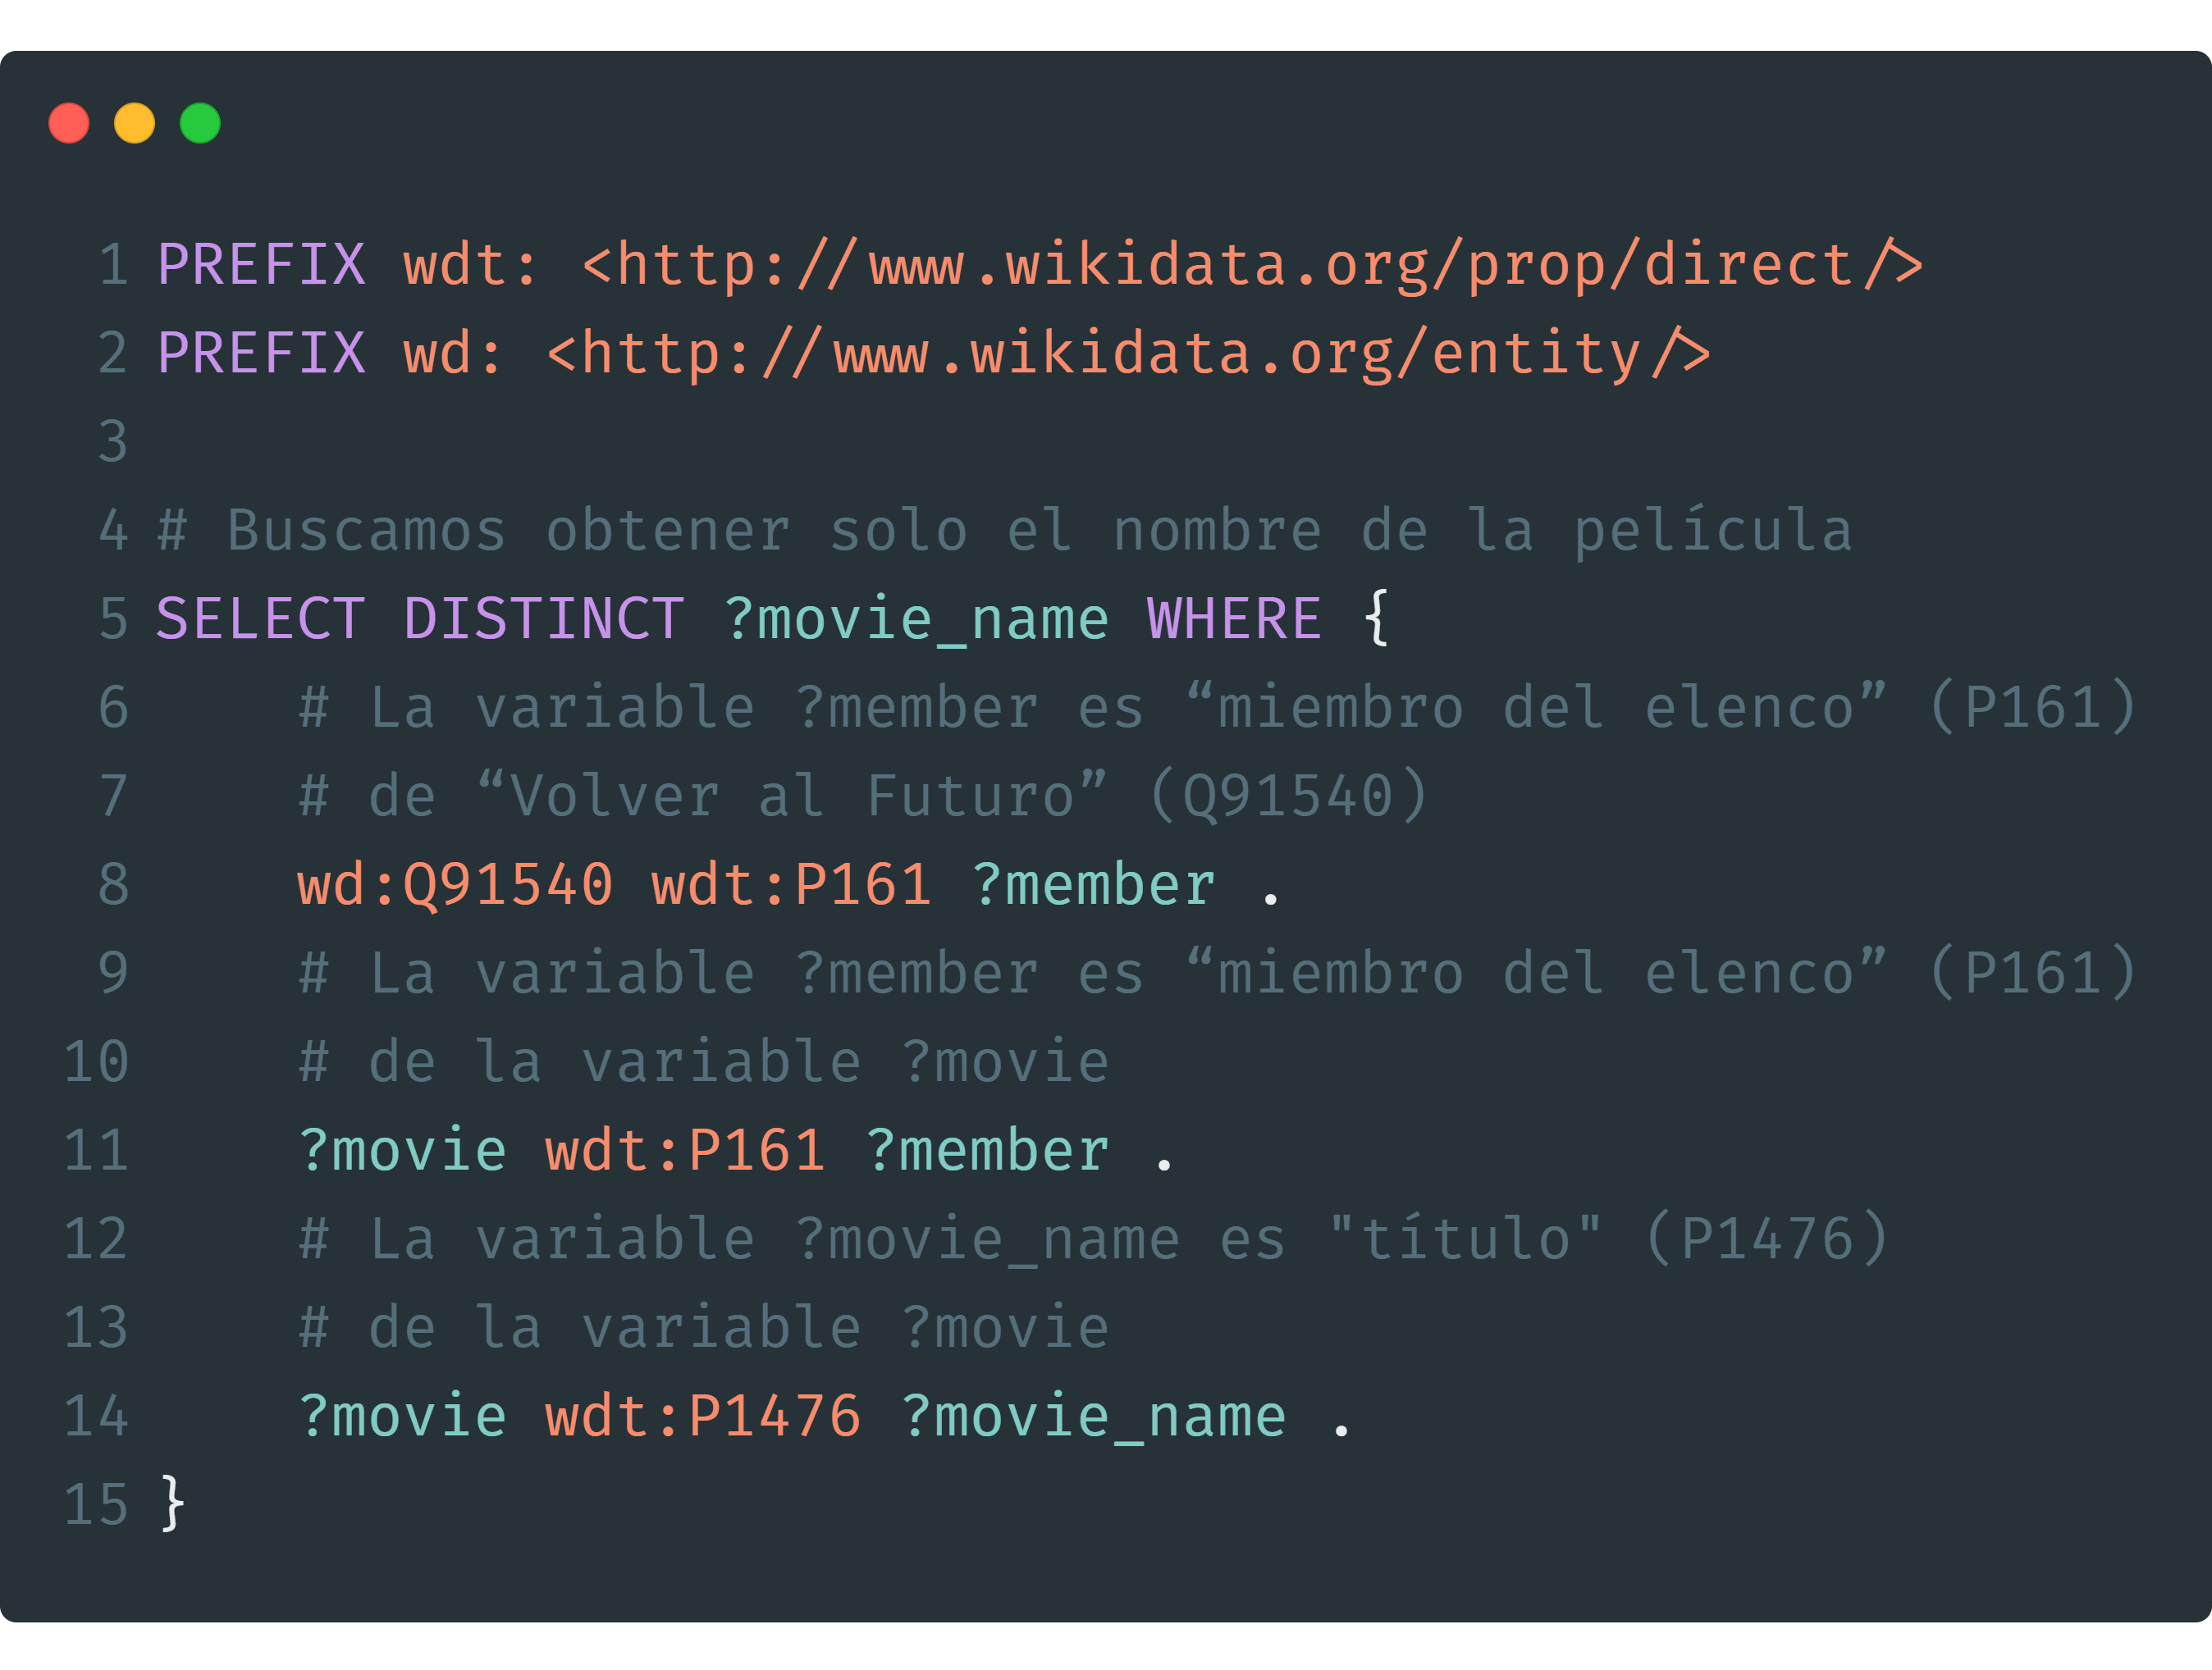 1 PREFIX wdt: <http://www.wikidata.org/prop/direct/>
2 PREFIX wd: <http://www.wikidata.org/entity/>
3
4 # Buscamos obtener solo el nombre de la película
5 SELECT DISTINCT ?movie_name WHERE {
6     # La variable ?member es “miembro del elenco” (P161)
7     # de “Volver al Futuro” (Q91540)
8     wd:Q91540 wdt:P161 ?member .
9     # La variable ?member es “miembro del elenco” (P161)
10     # de la variable ?movie
11     ?movie wdt:P161 ?member .
12     # La variable ?movie_name es "título" (P1476)
13     # de la variable ?movie
14     ?movie wdt:P1476 ?movie_name .
15 }